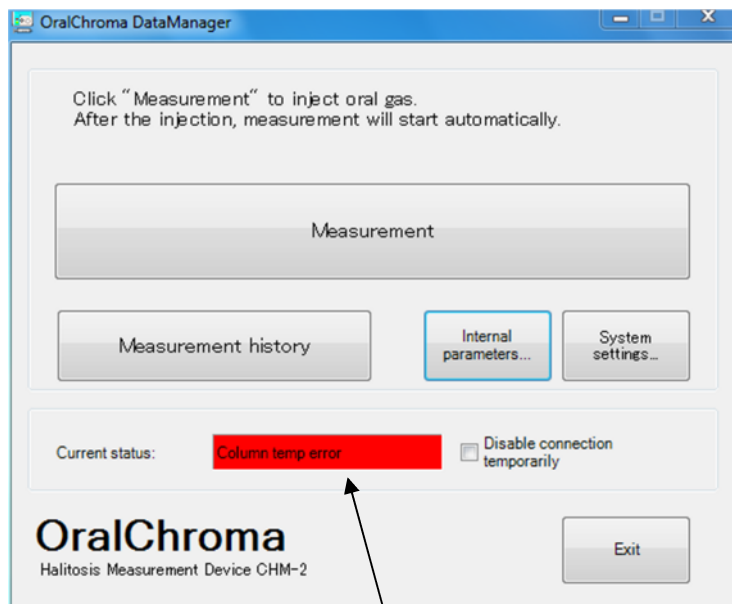 OralChroma DataManager
Click "Measurement" to inject oral gas.
After the injection, measurement will start automatically.
Measurement
Measurement history
Internal
parameters...
System
settings...
Current status:
Column temp error
Disable connection
temporarily
OralChroma
Halitosis Measurement Device CHM-2
Exit